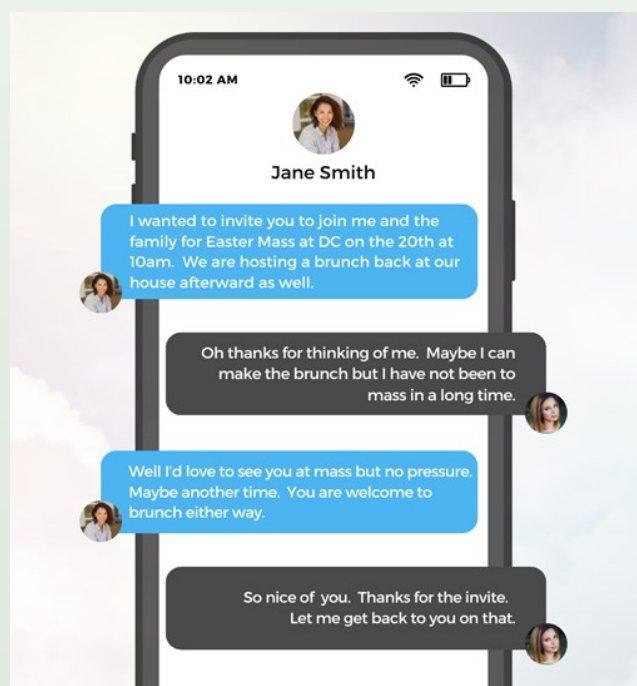 10:02 AM
Jane Smith
I wanted to invite you to join me and the
family for Easter Mass at DC on the 20th at
10am. We are hosting a brunch back at our
house afterward as well.
Oh thanks for thinking of me. Maybe I can
make the brunch but I have not been to
mass in a long time.
Well I'd love to see you at mass but no pressure.
Maybe another time. You are welcome to
brunch either way.
So nice of you. Thanks for the invite.
Let me get back to you on that.